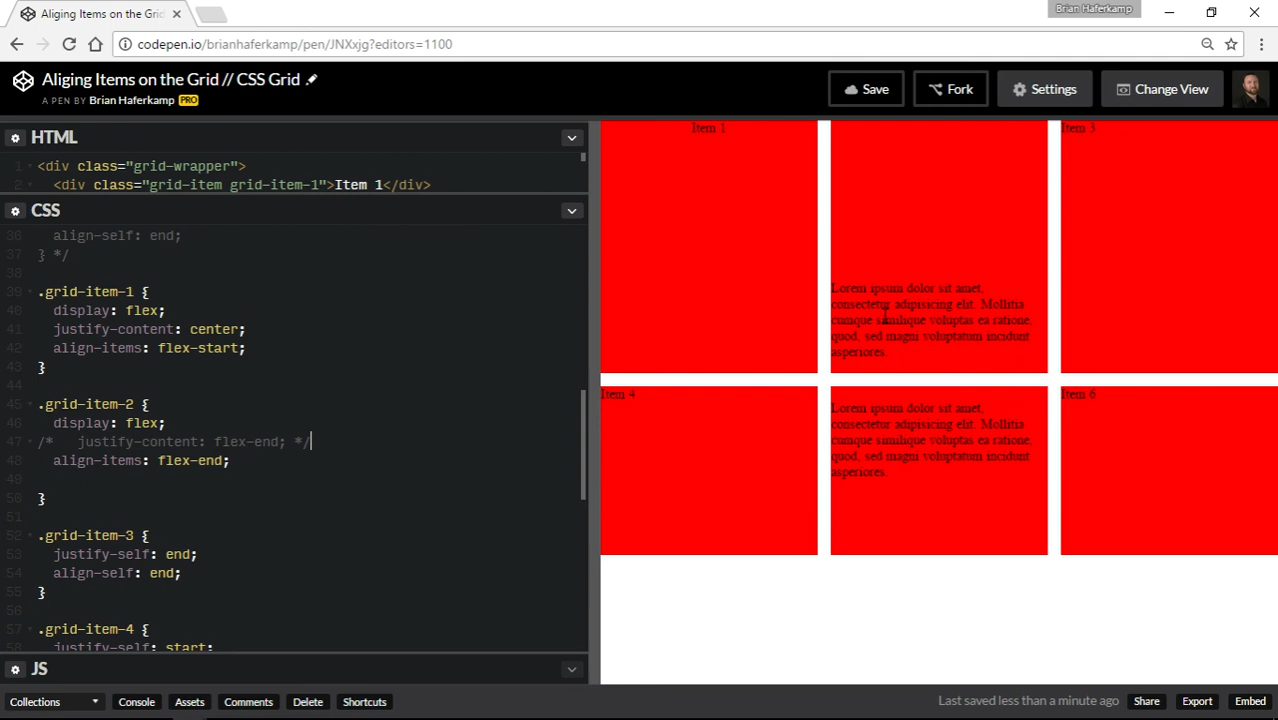 Aliging Items on the Grid
Brian Haferkamp
codepen.io/brianhaferkamp/pen/JNXxjg?editors=1100
Aliging Items on the Grid // CSS Grid
A PEN BY Brian Haferkamp PRO
Save
Fork
Settings
Change View
HTML
1 <div class="grid-wrapper">
2 <div class="grid-item grid-item-1">Item 1</div>
CSS
36 align-self: end;
37 } */
38
39 .grid-item-1 {
40 display: flex;
41 justify-content: center;
42 align-items: flex-start;
43 }
44
45 .grid-item-2 {
46 display: flex;
47 /* justify-content: flex-end; */
48 align-items: flex-end;
49
50 }
51
52 .grid-item-3 {
53 justify-self: end;
54 align-self: end;
55 }
56
57 .grid-item-4 {
58 justify-self: start;
JS
Item 1
Item 3
Lorem ipsum dolor sit amet,
consectetur adipisicing elit. Mollitia
cumque similique voluptas ea ratione,
quod, sed magni voluptatum incidunt
asperiores.
Item 4
Lorem ipsum dolor sit amet,
consectetur adipisicing elit. Mollitia
cumque similique voluptas ea ratione,
quod, sed magni voluptatum incidunt
asperiores.
Item 6
Collections
Console
Assets
Comments
Delete
Shortcuts
Last saved less than a minute ago
Share
Export
Embed